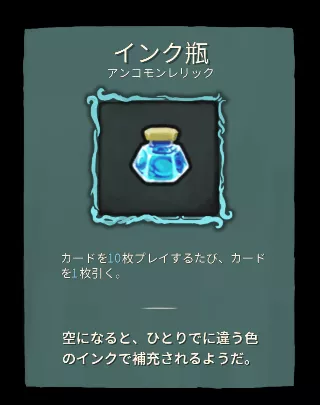 インク瓶
アンコモンレリック
カードを10枚プレイするたび、カード
を1枚引く。
空になると、ひとりでに違う色
のインクで補充されるようだ。